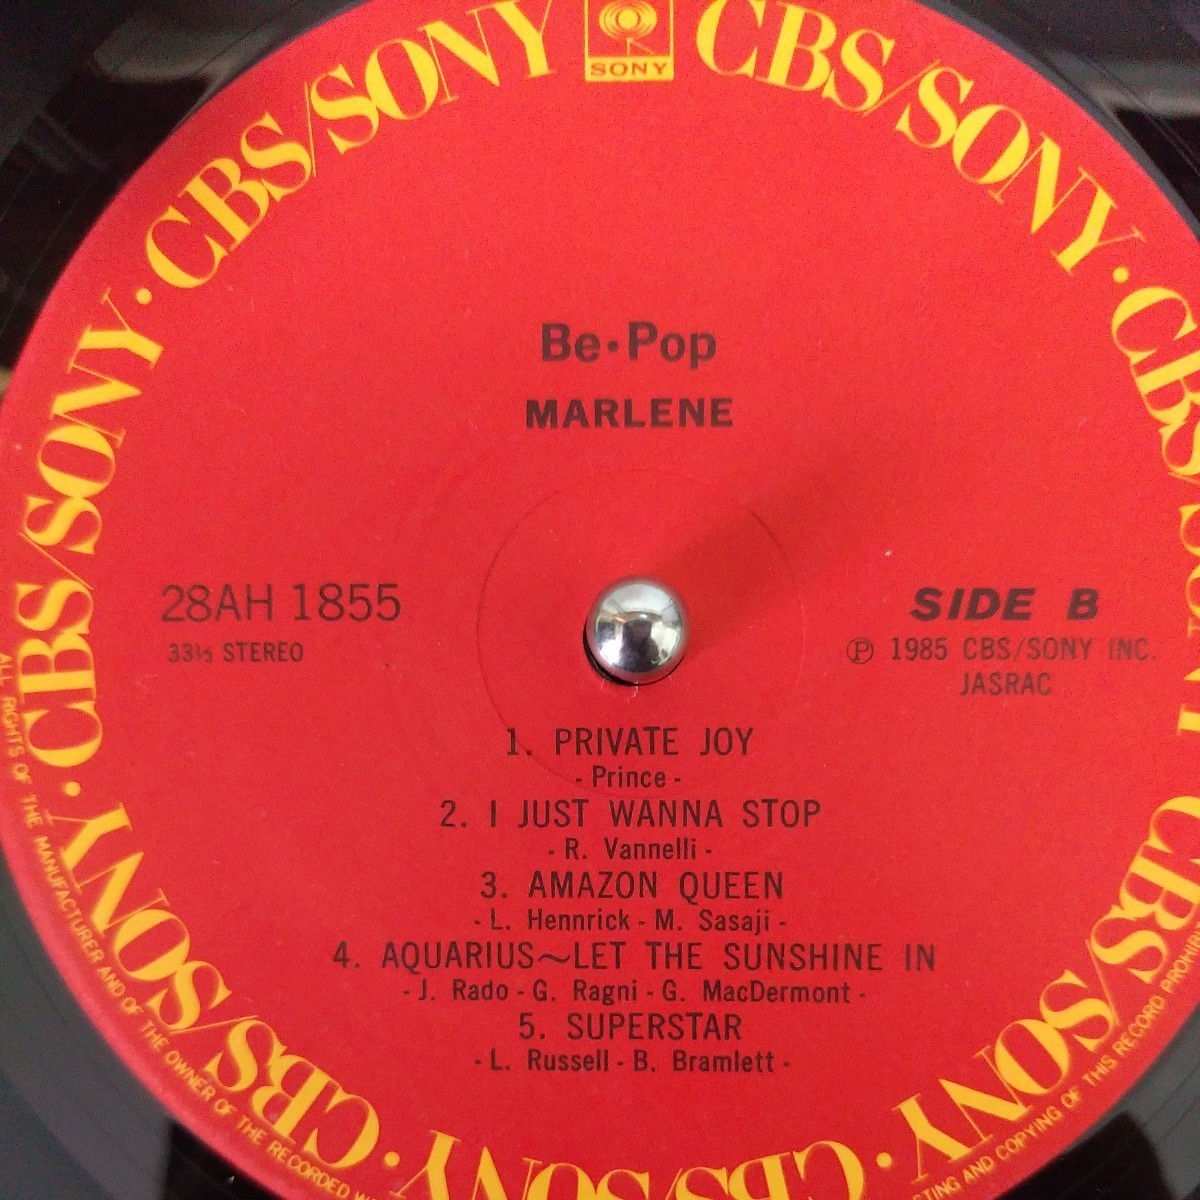 CBS/SONY · CBS/SONY · CBS/SONY · CBS/SONY · CBS/SONY · CBS/SONY · CBS/SONY
SONY
Be·Pop
MARLENE
28AH 1855
33⅓ STEREO
SIDE B
Ⓟ 1985 CBS/SONY INC.
JASRAC
1. PRIVATE JOY
- Prince -
2. I JUST WANNA STOP
- R. Vannelli -
3. AMAZON QUEEN
- L. Hennrick - M. Sasaji -
4. AQUARIUS~LET THE SUNSHINE IN
- J. Rado - G. Ragni - G. MacDermont -
5. SUPERSTAR
- L. Russell - B. Bramlett -
ALL RIGHTS OF THE MANUFACTURER AND OF THE OWNER OF THE RECORDED
AND COPYING OF THIS RECORD